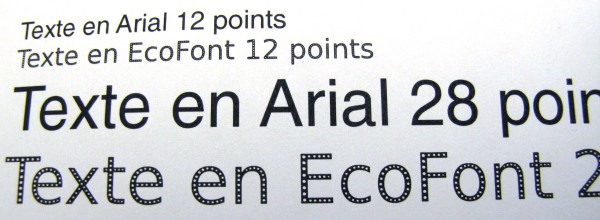 Texte en Arial 12 points
Texte en EcoFont 12 points
Texte en Arial 28 poin
Texte en EcoFont 2